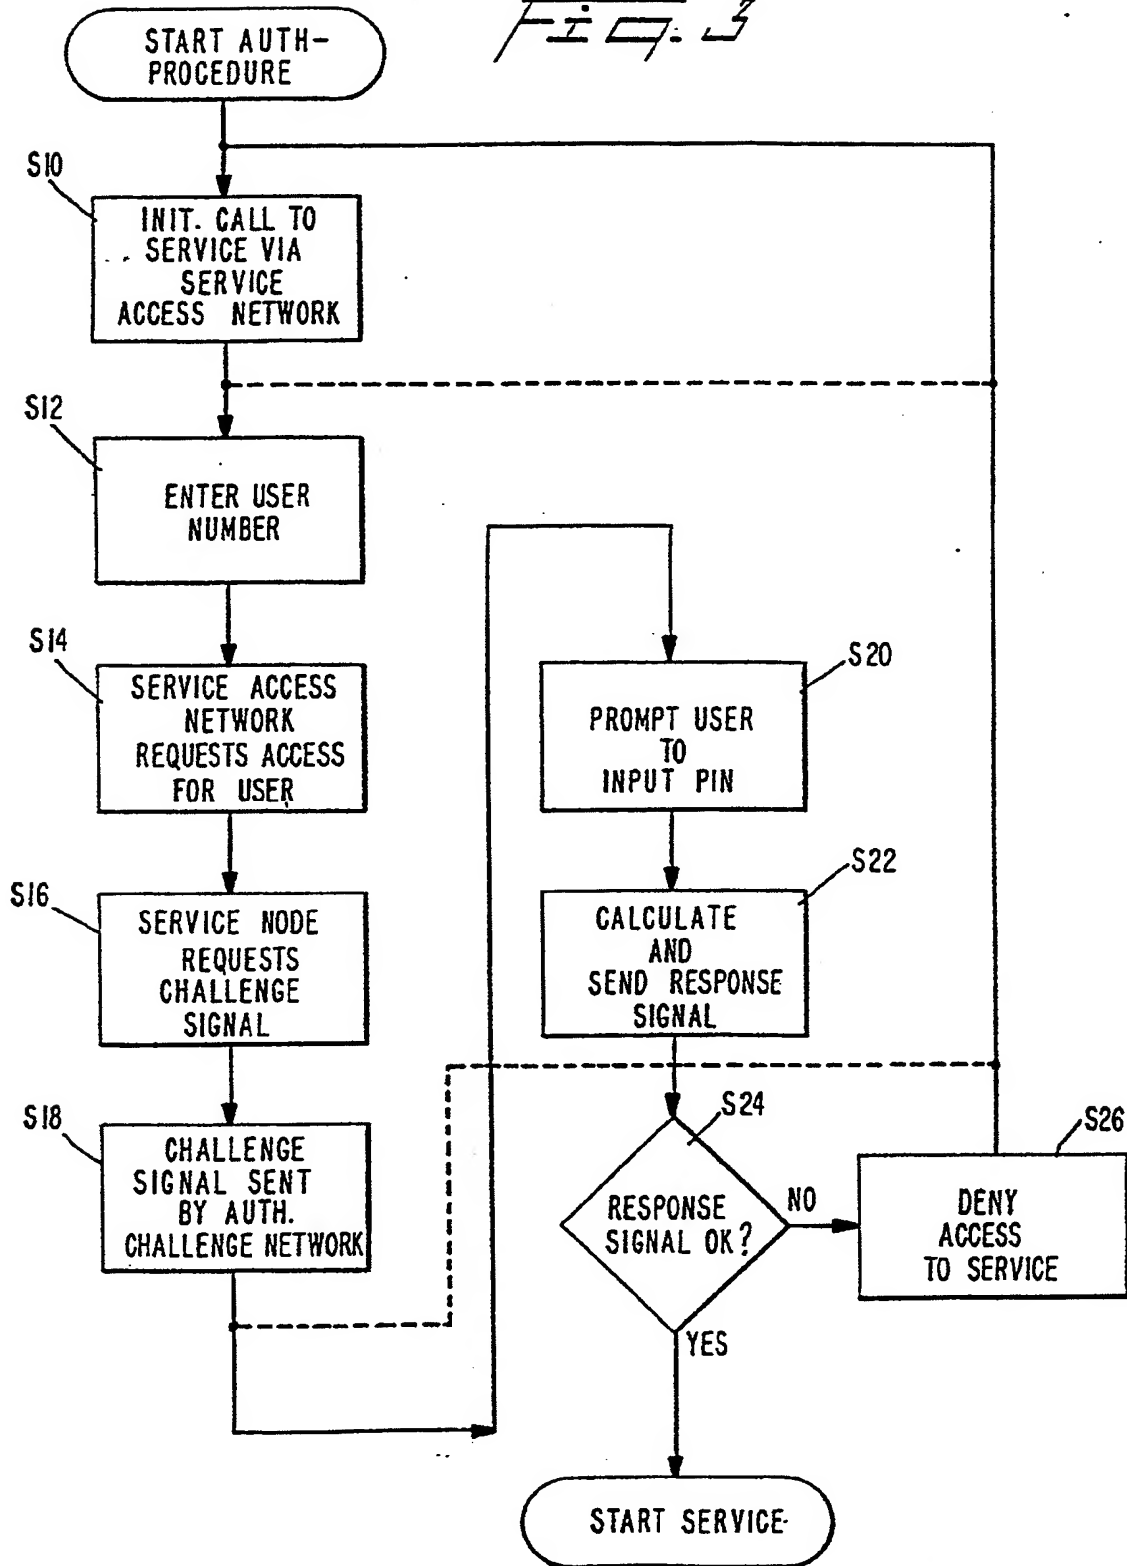 Fig. 3
START AUTH-
PROCEDURE
S10
INIT. CALL TO
SERVICE VIA
SERVICE
ACCESS NETWORK
S12
ENTER USER
NUMBER
S14
SERVICE ACCESS
NETWORK
REQUESTS ACCESS
FOR USER
S16
SERVICE NODE
REQUESTS
CHALLENGE
SIGNAL
S18
CHALLENGE
SIGNAL SENT
BY AUTH.
CHALLENGE NETWORK
S20
PROMPT USER
TO
INPUT PIN
S22
CALCULATE
AND
SEND RESPONSE
SIGNAL
S24
RESPONSE
SIGNAL OK?
NO
YES
S26
DENY
ACCESS
TO SERVICE
START SERVICE